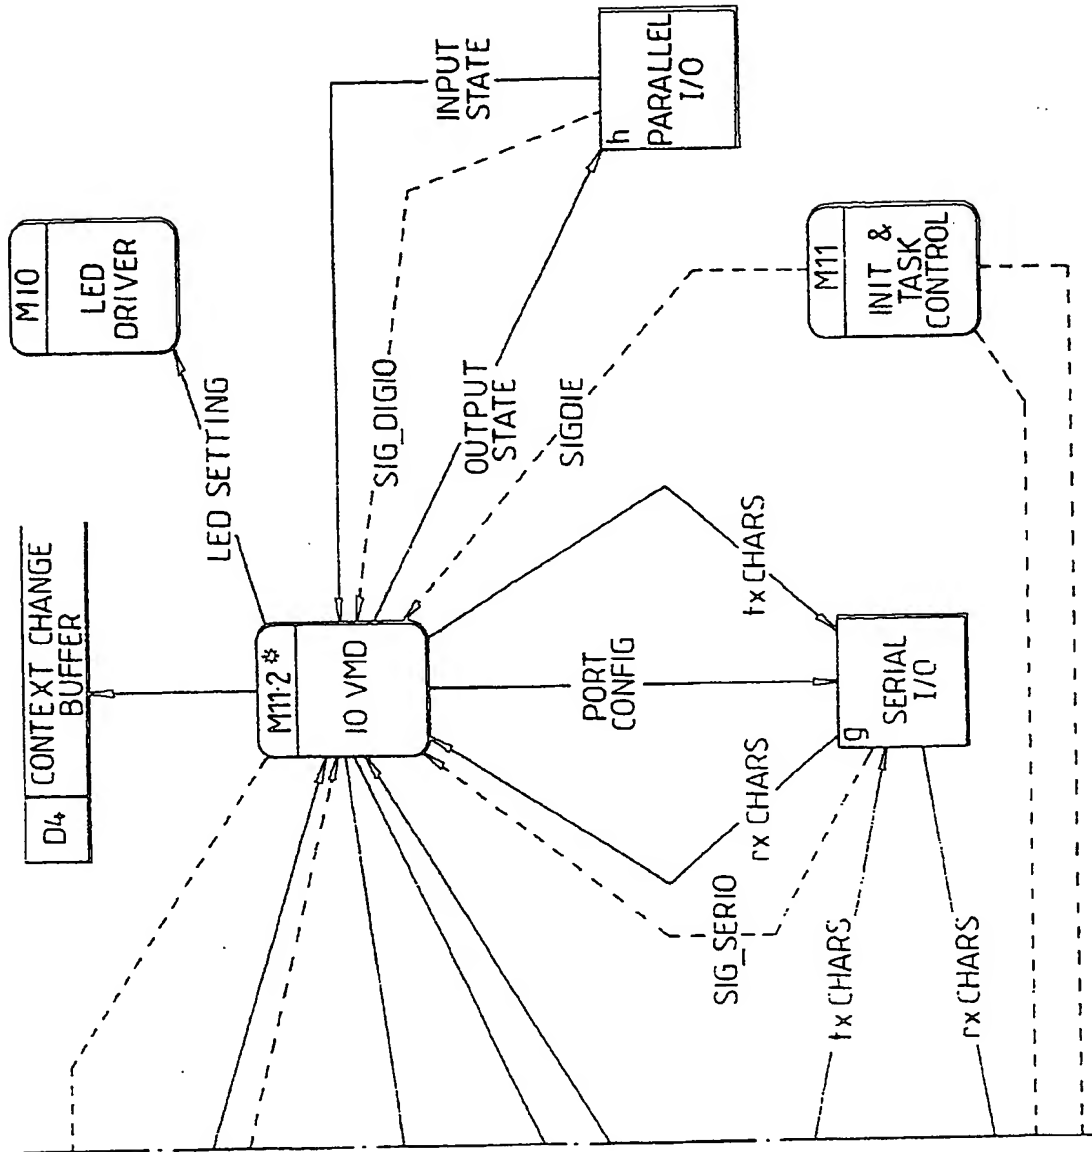 D4
CONTEXT CHANGE
BUFFER
M10
LED
DRIVER
LED SETTING
M11·2*
IO VMD
INPUT
STATE
SIG_DIGIO
OUTPUT
STATE
SIGDIE
h
PARALLEL
I/O
M11
INIT &
TASK
CONTROL
tx CHARS
PORT
CONFIG
rx CHARS
SIG_SERIO
g
SERIAL
I/O
tx CHARS
rx CHARS